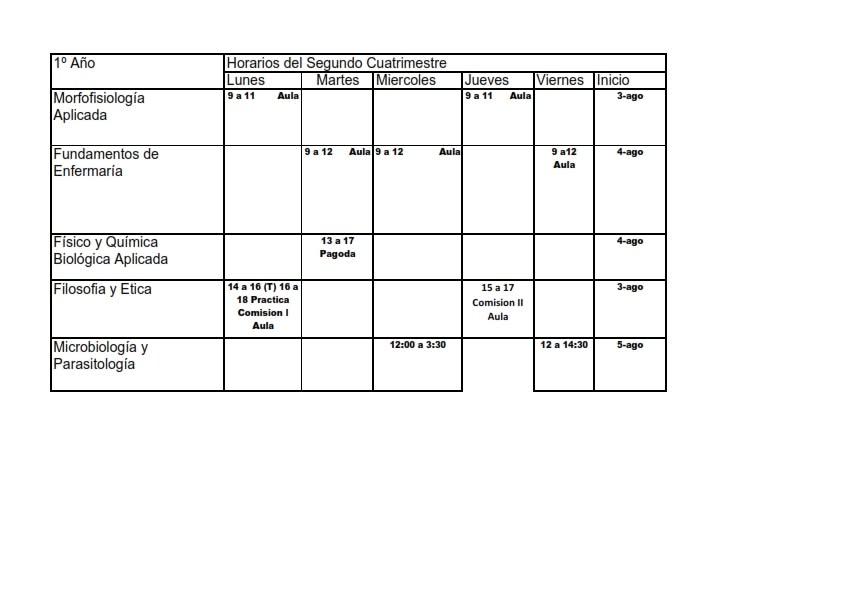 1º Año
Horarios del Segundo Cuatrimestre
Lunes Martes Miercoles Jueves Viernes Inicio
Morfofisiología
Aplicada
9 a 11 Aula
9 a 11 Aula
3-ago
Fundamentos de
Enfermaría
9 a 12 Aula
9 a 12 Aula
9 a12
Aula
4-ago
Físico y Química
Biológica Aplicada
13 a 17
Pagoda
4-ago
Filosofia y Etica
14 a 16 (T) 16 a
18 Practica
Comision I
Aula
15 a 17
Comision II
Aula
3-ago
Microbiología y
Parasitología
12:00 a 3:30
12 a 14:30
5-ago